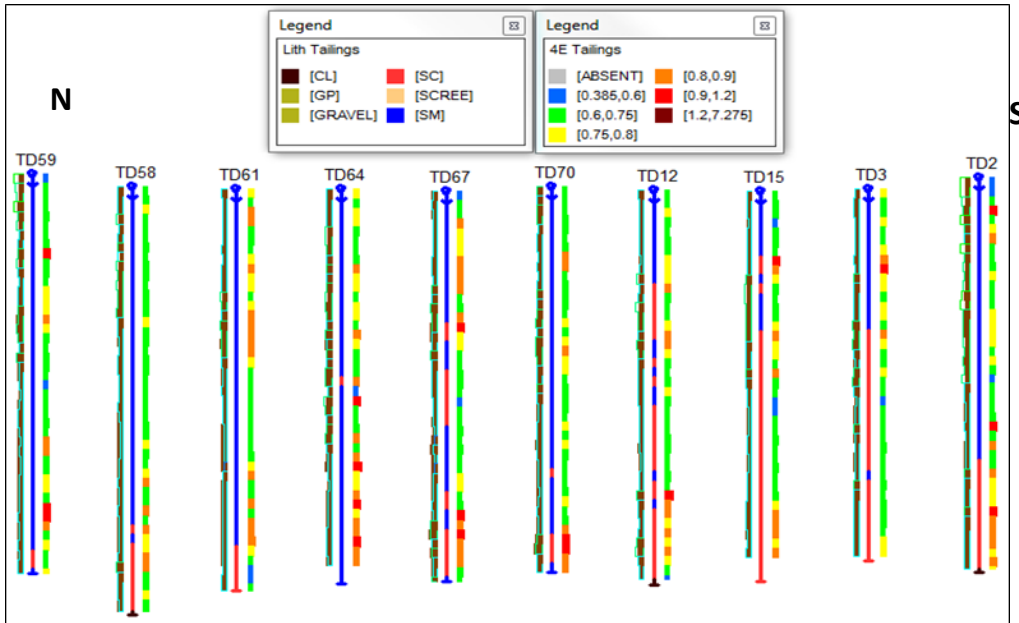 Legend
Lith Tailings
[CL] [SC]
[GP] [SCREE]
[GRAVEL] [SM]
Legend
4E Tailings
[ABSENT] [0.8,0.9]
[0.385,0.6] [0.9,1.2]
[0.6,0.75] [1.2,7.275]
[0.75,0.8]
N
S
TD59 TD58 TD61 TD64 TD67 TD70 TD12 TD15 TD3 TD2